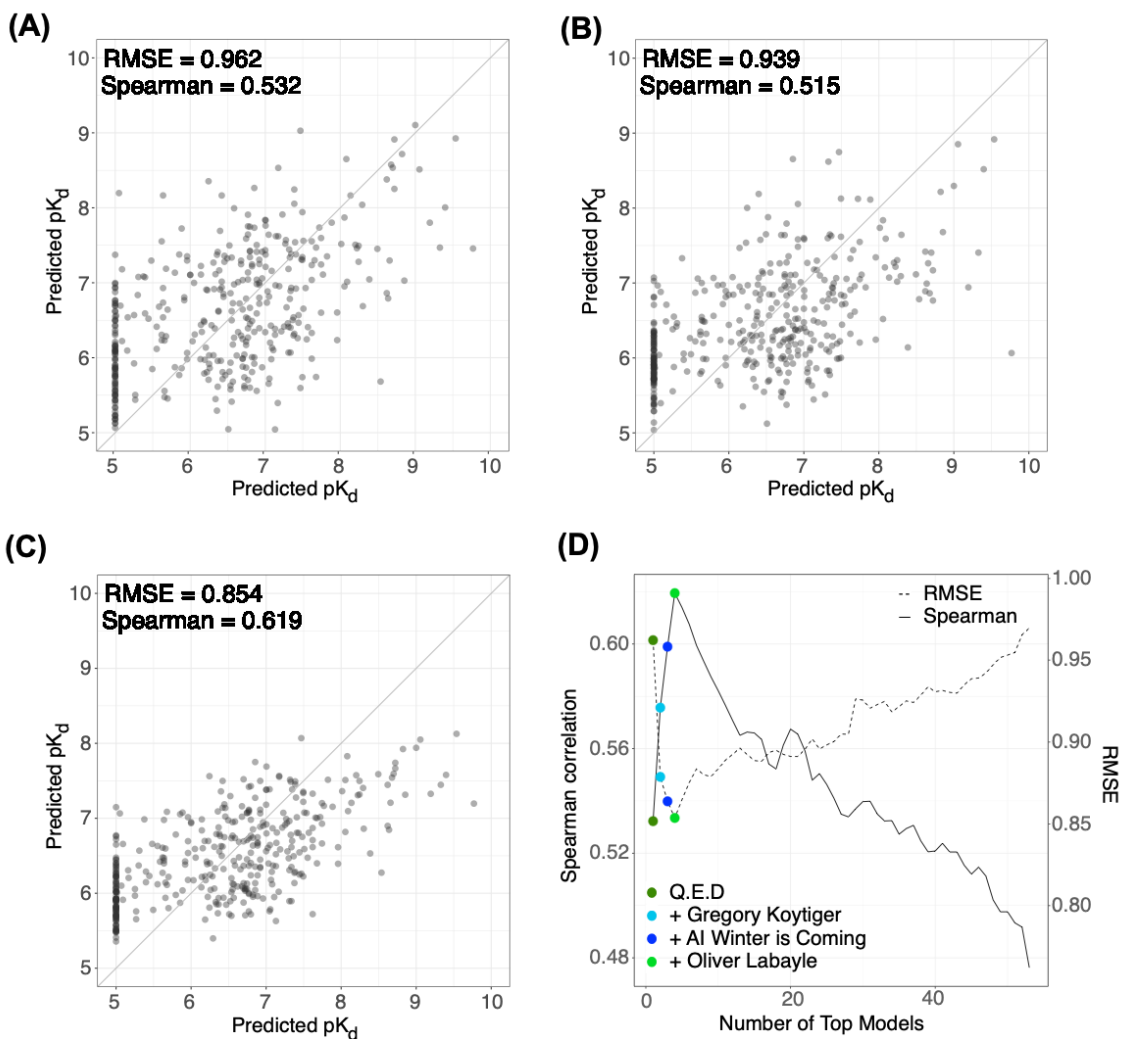 (A)
RMSE = 0.962
Spearman = 0.532
10
9
8
7
6
5
Predicted pKd
5 6 7 8 9 10
Predicted pKd
(B)
RMSE = 0.939
Spearman = 0.515
10
9
8
7
6
5
Predicted pKd
5 6 7 8 9 10
Predicted pKd
(C)
RMSE = 0.854
Spearman = 0.619
10
9
8
7
6
5
Predicted pKd
5 6 7 8 9 10
Predicted pKd
(D)
RMSE
Spearman
0.60
0.56
0.52
0.48
Spearman correlation
1.00
0.95
0.90
0.85
0.80
RMSE
Q.E.D
+ Gregory Koytiger
+ AI Winter is Coming
+ Oliver Labayle
0 20 40
Number of Top Models